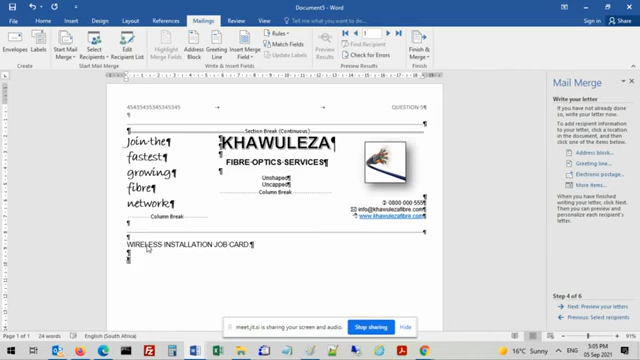 Document5 - Word
File Home Insert Design Layout References Mailings Review View Tell me what you want to do... Sign in Share
Envelopes Labels Start Mail Merge Select Recipients Edit Recipient List Highlight Merge Fields Address Block Greeting Line Insert Merge Field Rules Match Fields Preview Results 1 Find Recipient Check for Errors Finish & Merge
Create Start Mail Merge Write & Insert Fields Preview Results Finish
45455455345345345 → → QUESTION 5¶
Section Break (Continuous)
Join·the¶
fastest¶
growing¶
fibre¶
network¶
Column Break
KHAWULEZA¶
FIBRE·OPTICS·SERVICES¶
Unshaped¶
Uncapped¶
Column Break
0800-000-555¶
info@khawulezafibre.com¶
www.khawulezafibre.com¶
WIRELESS·INSTALLATION·JOB·CARD.¶
Mail Merge
Write your letter
If you have not already
done so, write your letter
now.
To add recipient information
to your letter, click a
location in the document,
and then click one of the
items below.
Address block...
Greeting line...
Electronic postage...
More items...
When you have finished
writing your letter, click
Next. Then you can preview
and personalize each
recipient's letter.
Step 4 of 6
Next: Preview your letters
Previous: Select recipients
meet.jit.si is sharing your screen and audio. Stop sharing Hide
Page 1 of 1 24 words English (South Africa) 91%
16°C Sunny
5:05 PM
05 Sep 2021